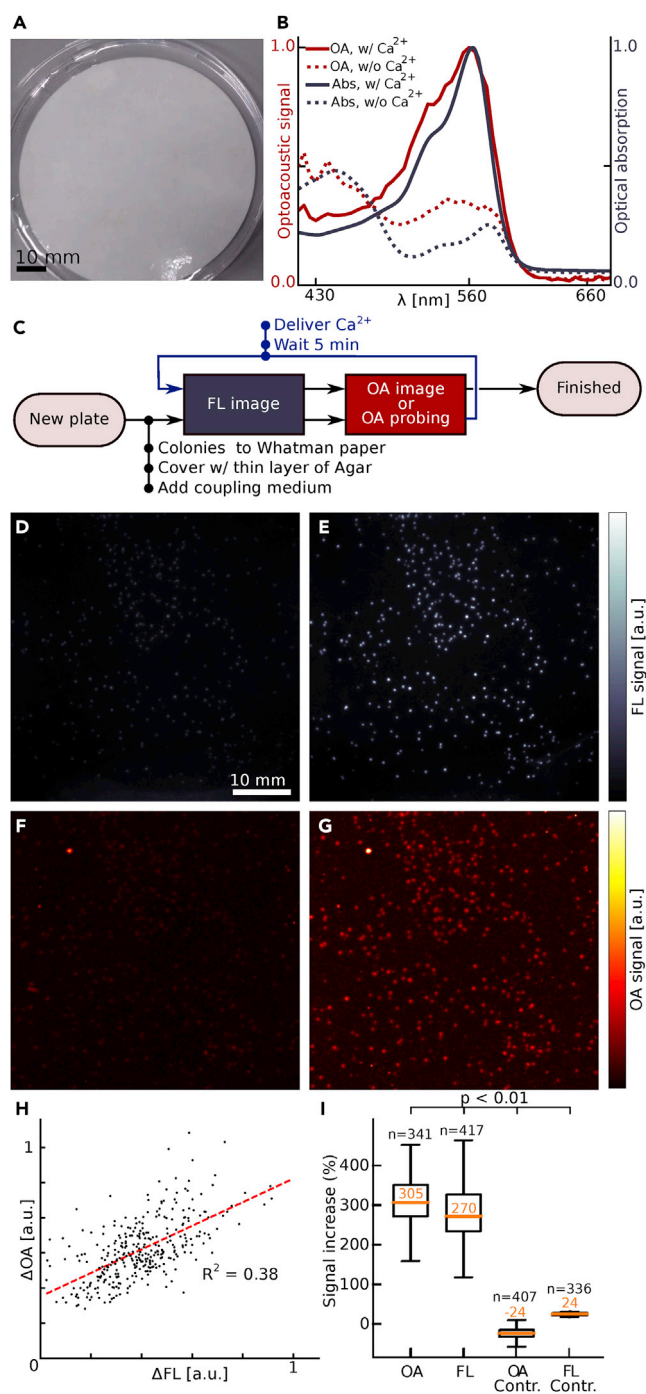 A
10 mm
B
OA, w/ Ca2+
OA, w/o Ca2+
Abs, w/ Ca2+
Abs, w/o Ca2+
1.0
Optoacoustic signal
0.0
1.0
Optical absorption
0.0
430
560
660
λ [nm]
C
Deliver Ca2+
Wait 5 min
New plate
FL image
OA image
or
OA probing
Finished
Colonies to Whatman paper
Cover w/ thin layer of Agar
Add coupling medium
D
10 mm
E
FL signal [a.u.]
F
G
OA signal [a.u.]
H
1
ΔOA [a.u.]
R2 = 0.38
0
ΔFL [a.u.]
1
I
p < 0.01
n=341
n=417
Signal increase (%)
400
300
200
100
0
305
270
n=407
-24
n=336
24
OA
FL
OA
Contr.
FL
Contr.